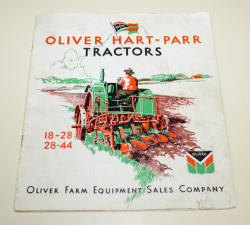 OLIVER HART-PARR
TRACTORS
18-28
28-44
OLIVER
OLIVER FARM EQUIPMENT SALES COMPANY